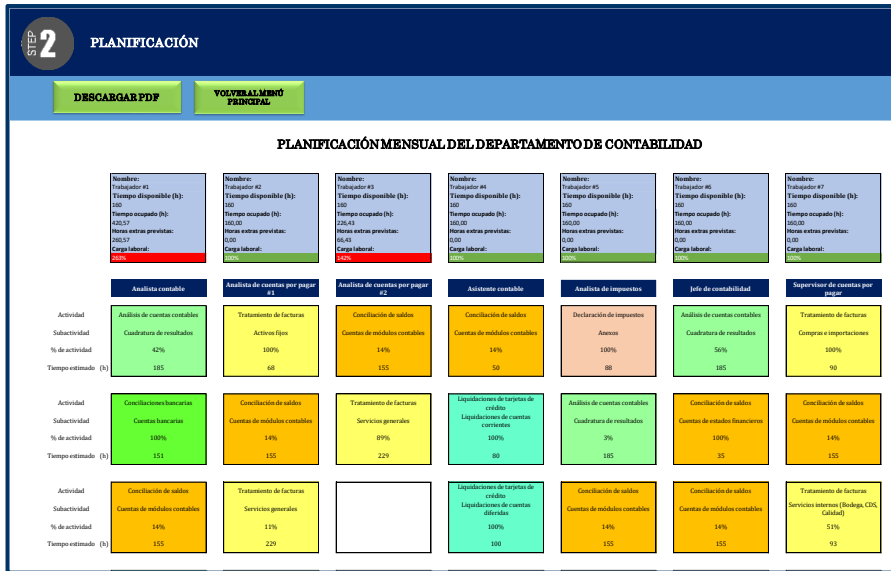 STEP 2 PLANIFICACIÓN
DESCARGAR PDF
VOLVER AL MENÚ
PRINCIPAL
PLANIFICACIÓN MENSUAL DEL DEPARTAMENTO DE CONTABILIDAD
Nombre: Nombre: Nombre: Nombre: Nombre: Nombre: Nombre:
Trabajador #1 Trabajador #2 Trabajador #3 Trabajador #4 Trabajador #5 Trabajador #6 Trabajador #7
Tiempo disponible (h): Tiempo disponible (h): Tiempo disponible (h): Tiempo disponible (h): Tiempo disponible (h): Tiempo disponible (h): Tiempo disponible (h):
160 160 160 160 160 160 160
Tiempo ocupado (h): Tiempo ocupado (h): Tiempo ocupado (h): Tiempo ocupado (h): Tiempo ocupado (h): Tiempo ocupado (h): Tiempo ocupado (h):
420,57 160,00 226,43 160,00 160,00 160,00 160,00
Horas extras previstas: Horas extras previstas: Horas extras previstas: Horas extras previstas: Horas extras previstas: Horas extras previstas: Horas extras previstas:
260,57 0,00 66,43 0,00 0,00 0,00 0,00
Carga laboral: Carga laboral: Carga laboral: Carga laboral: Carga laboral: Carga laboral: Carga laboral:
263% 100% 142% 100% 100% 100% 100%
Analista contable Analista de cuentas por pagar #1 Analista de cuentas por pagar #2 Asistente contable Analista de impuestos Jefe de contabilidad Supervisor de cuentas por pagar
Actividad Análisis de cuentas contables Tratamiento de facturas Conciliación de saldos Conciliación de saldos Declaración de impuestos Análisis de cuentas contables Tratamiento de facturas
Subactividad Cuadratura de resultados Activos fijos Cuentas de módulos contables Cuentas de módulos contables Anexos Cuadratura de resultados Compras e importaciones
% de actividad 42% 100% 14% 14% 100% 56% 100%
Tiempo estimado (h) 185 68 155 50 88 185 90
Actividad Conciliaciones bancarias Conciliación de saldos Tratamiento de facturas Liquidaciones de tarjetas de crédito Análisis de cuentas contables Conciliación de saldos Conciliación de saldos
Subactividad Cuentas bancarias Cuentas de módulos contables Servicios generales Liquidaciones de cuentas corrientes Cuadratura de resultados Cuentas de estados financieros Cuentas de módulos contables
% de actividad 100% 14% 89% 100% 3% 100% 14%
Tiempo estimado (h) 151 155 229 80 185 35 155
Actividad Conciliación de saldos Tratamiento de facturas Liquidaciones de tarjetas de crédito Conciliación de saldos Conciliación de saldos Tratamiento de facturas
Subactividad Cuentas de módulos contables Servicios generales Liquidaciones de cuentas diferidas Cuentas de módulos contables Cuentas de módulos contables Servicios internos (Bodega, CDS, Calidad)
% de actividad 14% 11% 100% 14% 14% 51%
Tiempo estimado (h) 155 229 100 155 155 93